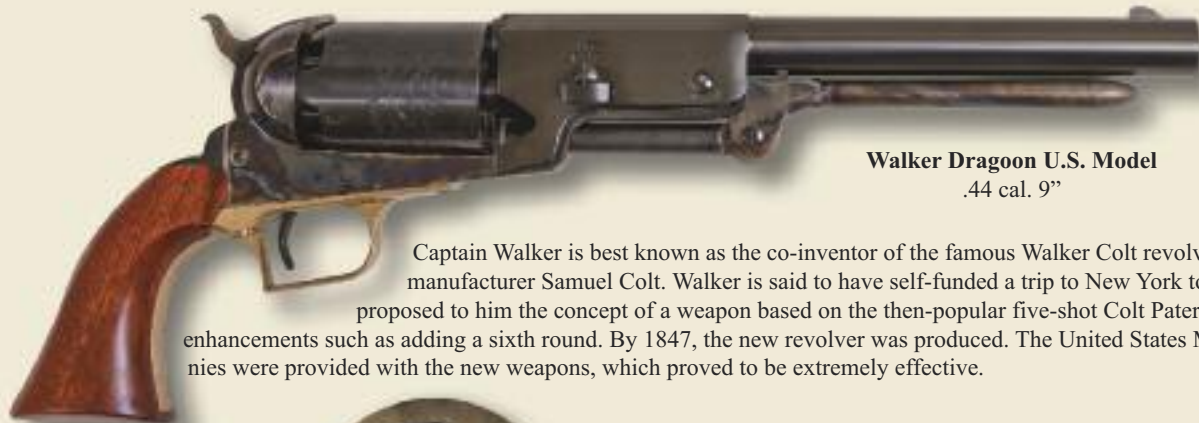 Walker Dragoon U.S. Model
.44 cal. 9”
Captain Walker is best known as the co-inventor of the famous Walker Colt
manufacturer Samuel Colt. Walker is said to have self-funded a trip to New York
proposed to him the concept of a weapon based on the then-popular five-shot Colt
enhancements such as adding a sixth round. By 1847, the new revolver was produced. The United States
nies were provided with the new weapons, which proved to be extremely effective.